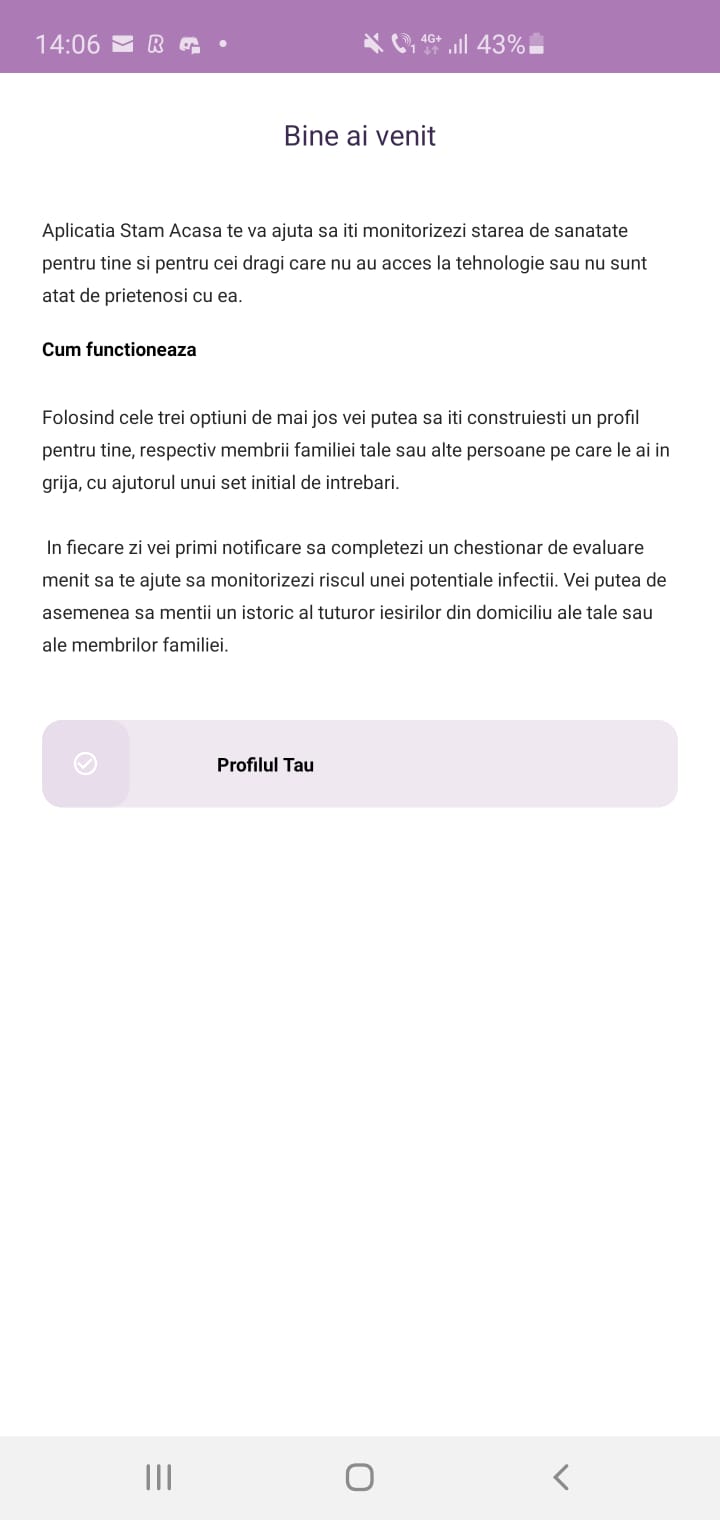 14:06
4G+
43%
Bine ai venit
Aplicatia Stam Acasa te va ajuta sa iti monitorizezi starea de sanatate
pentru tine si pentru cei dragi care nu au acces la tehnologie sau nu sunt
atat de prietenosi cu ea.
Cum functioneaza
Folosind cele trei optiuni de mai jos vei putea sa iti construiesti un profil
pentru tine, respectiv membrii familiei tale sau alte persoane pe care le ai in
grija, cu ajutorul unui set initial de intrebari.
In fiecare zi vei primi notificare sa completezi un chestionar de evaluare
menit sa te ajute sa monitorizezi riscul unei potentiale infectii. Vei putea de
asemenea sa mentii un istoric al tuturor iesirilor din domiciliu ale tale sau
ale membrilor familiei.
Profilul Tau